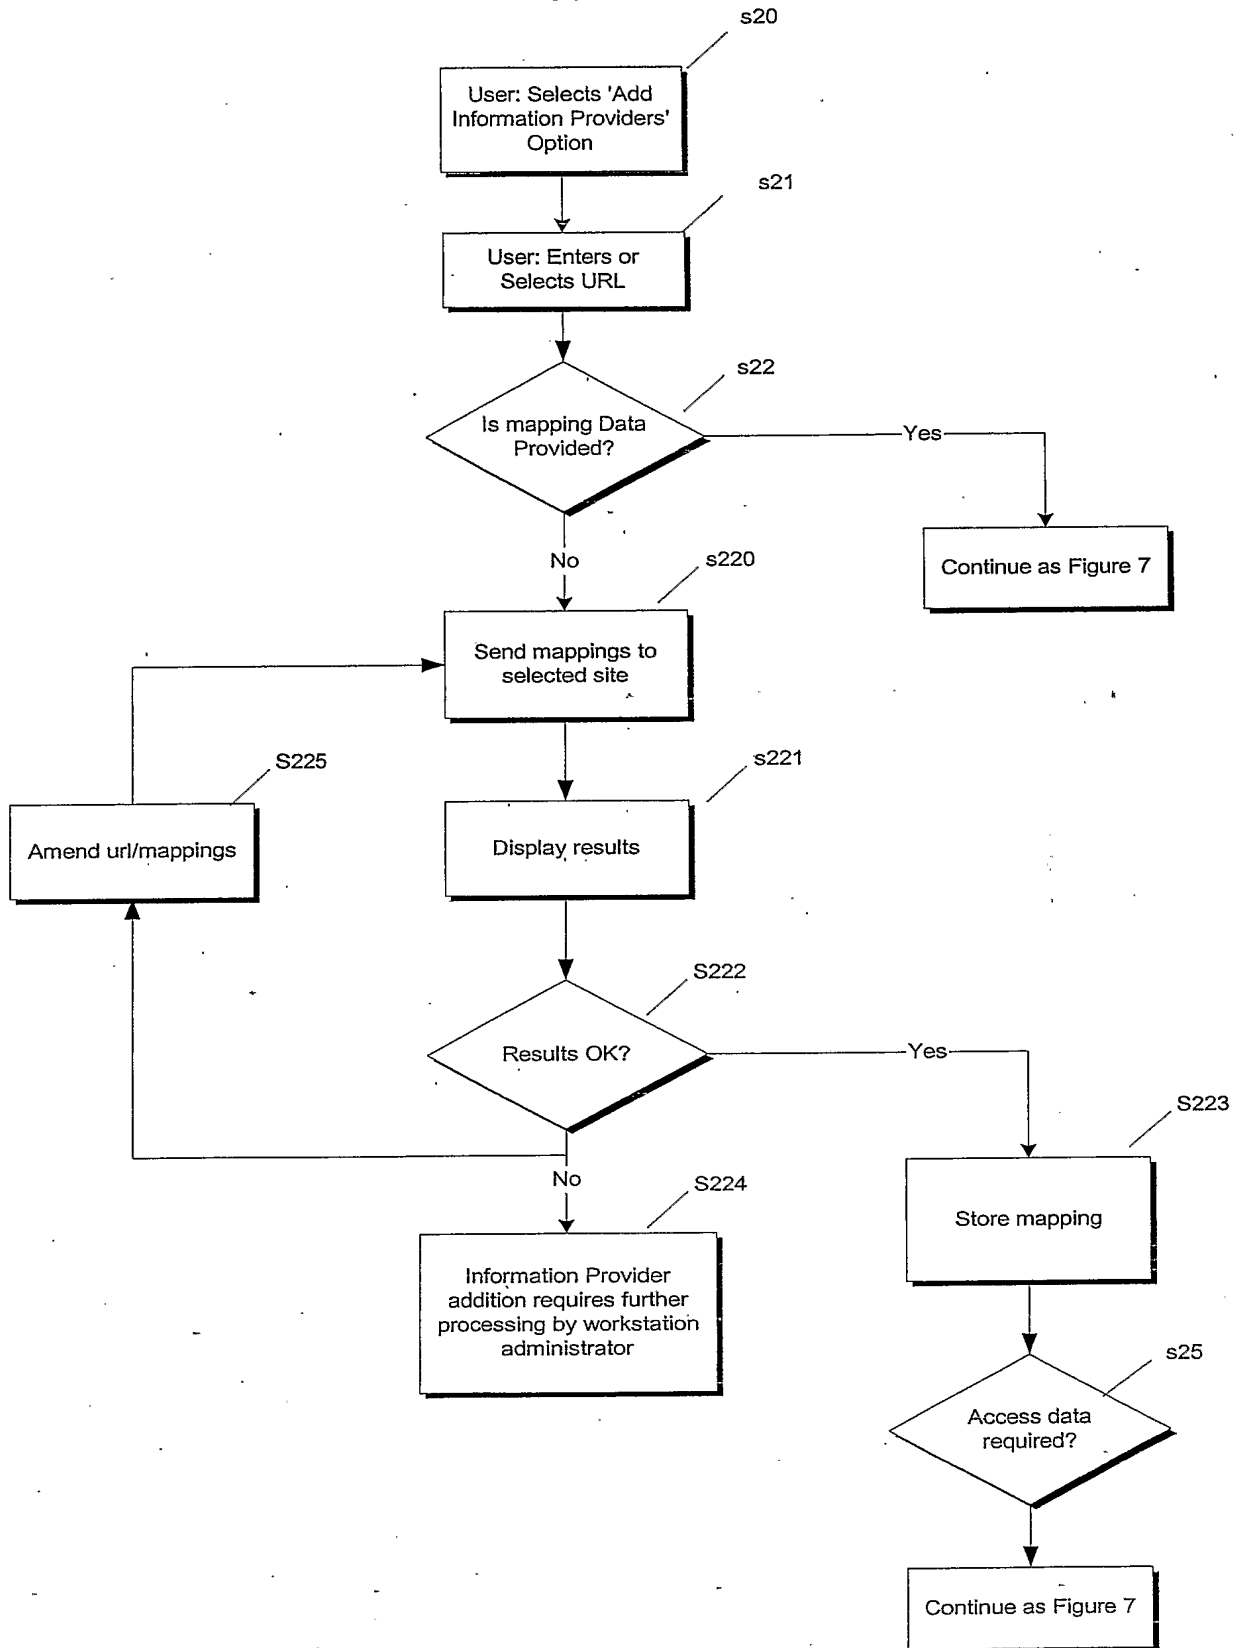 s20
User: Selects 'Add
Information Providers'
Option
s21
User: Enters or
Selects URL
s22
Is mapping Data
Provided?
Yes
Continue as Figure 7
No
s220
Send mappings to
selected site
S225
Amend url/mappings
s221
Display results
S222
Results OK?
Yes
S223
Store mapping
No
S224
Information Provider
addition requires further
processing by workstation
administrator
s25
Access data
required?
Continue as Figure 7